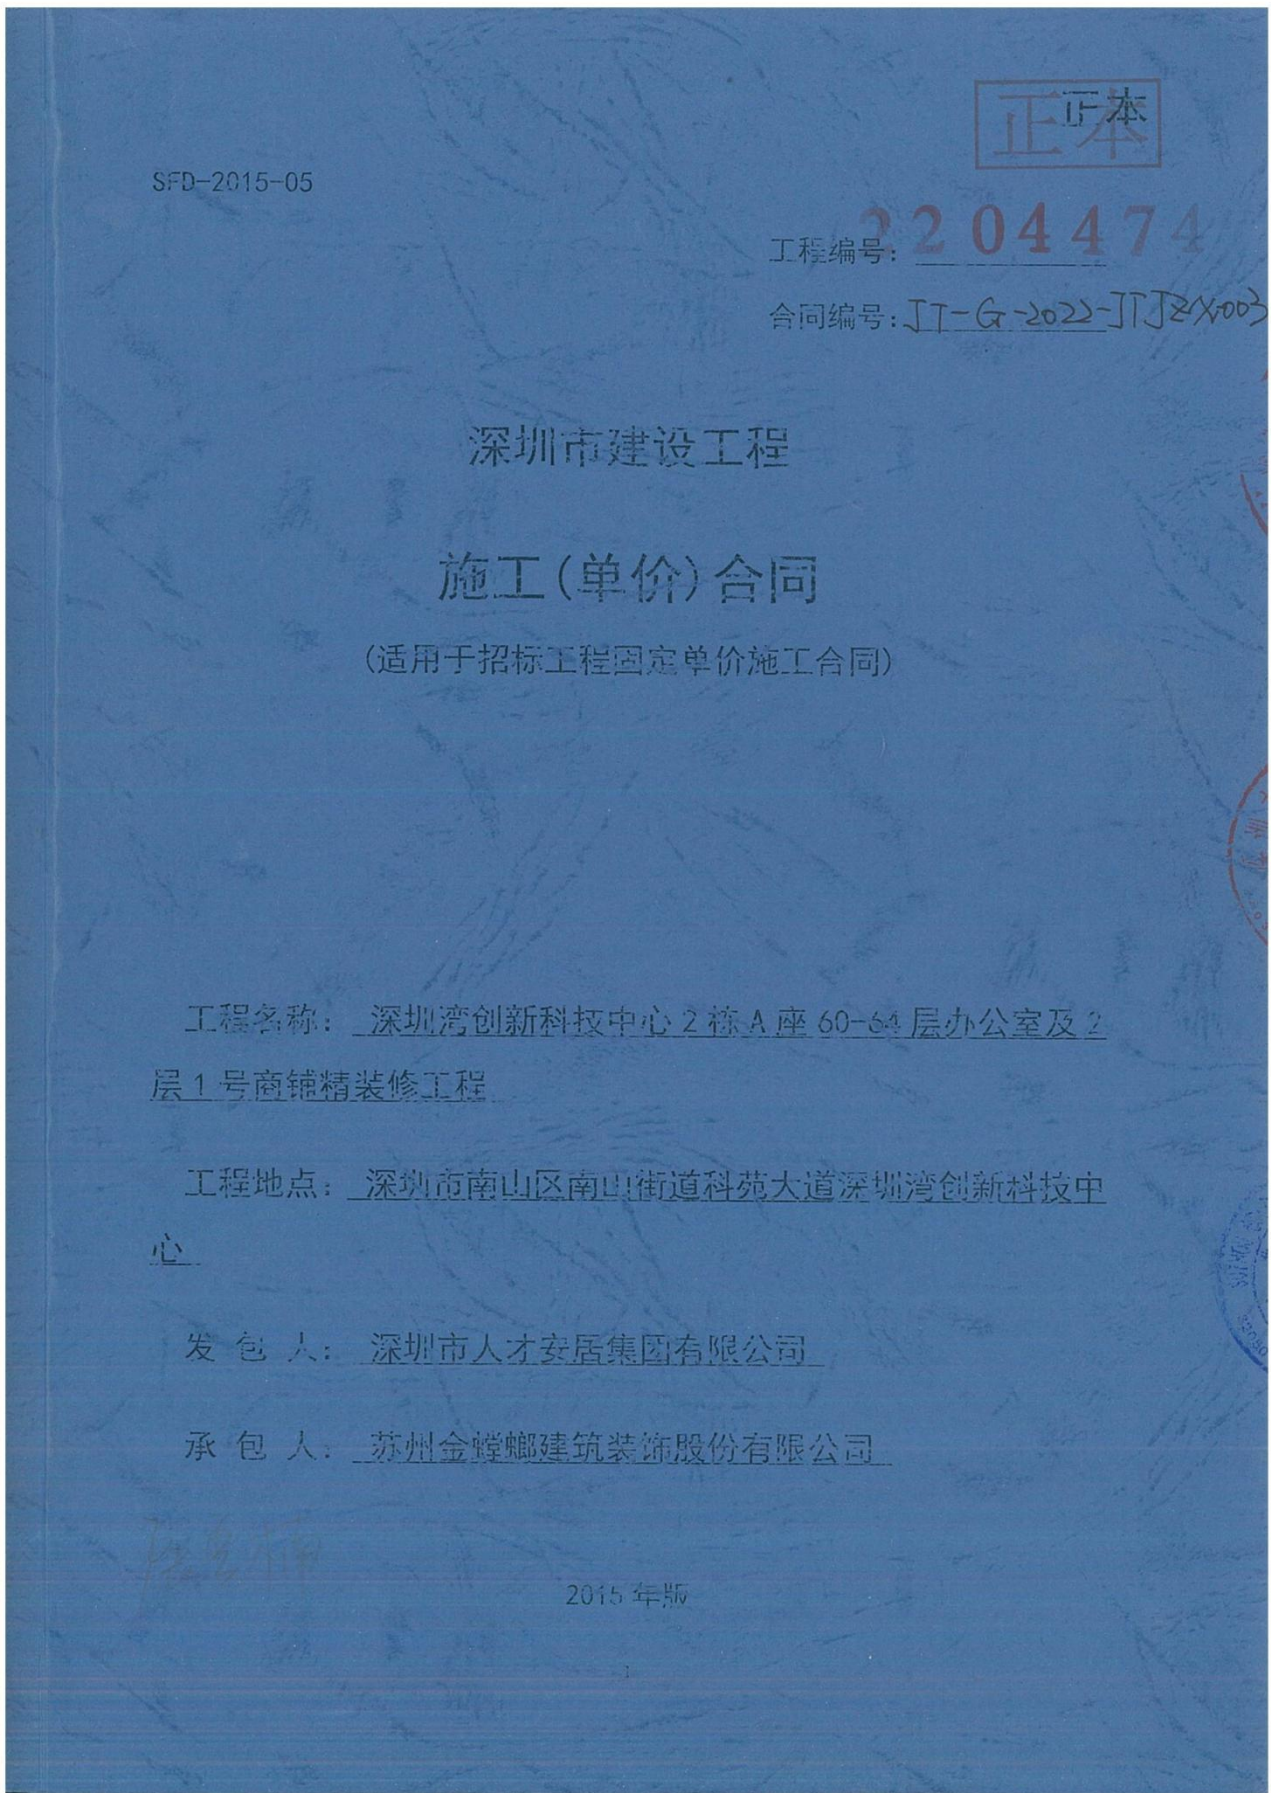 正本
正本
SFD-2015-05
2204474
工程编号:
合同编号: JT-G-2022-JTJZX-003
深圳市建设工程
施工(单价)合同
(适用于招标工程固定单价施工合同)
工程名称: 深圳湾创新科技中心2栋A座60-64层办公室及2
层1号商铺精装修工程
工程地点: 深圳市南山区南山街道科苑大道深圳湾创新科技中
心
发 包 人: 深圳市人才安居集团有限公司
承 包 人: 苏州金螳螂建筑装饰股份有限公司
2015 年版
1